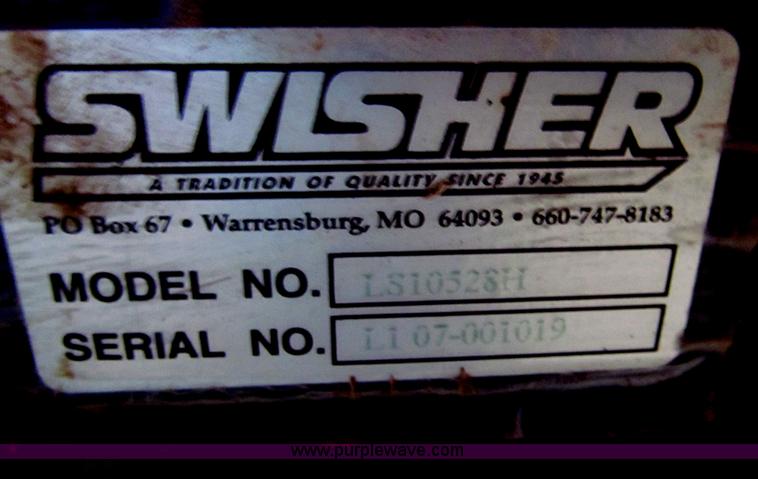 SWISHER
A TRADITION OF QUALITY SINCE 1945
PO Box 67 • Warrensburg, MO 64093 • 660-747-8183
MODEL NO. LS10528H
SERIAL NO. L1 07-001019
www.purplewave.com